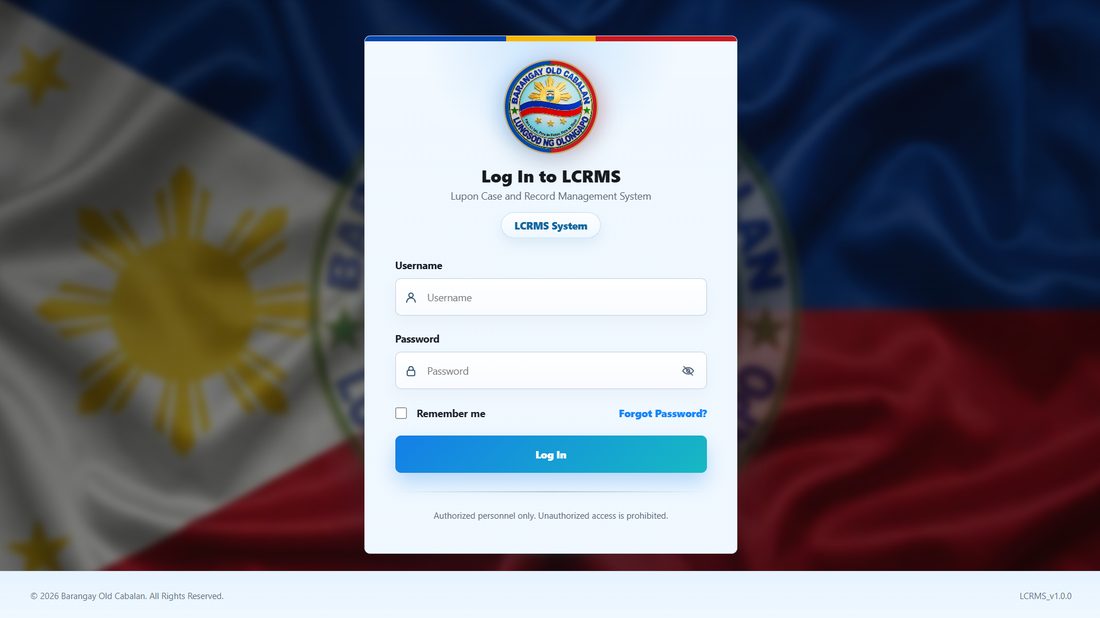 BARANGAY OLD CABALAN
LUNGSOD NG OLONGAPO
Log In to LCRMS
Lupon Case and Record Management System
LCRMS System
Username
Username
Password
Password
Remember me
Forgot Password?
Log In
Authorized personnel only. Unauthorized access is prohibited.
© 2026 Barangay Old Cabalan. All Rights Reserved.
LCRMS_v1.0.0